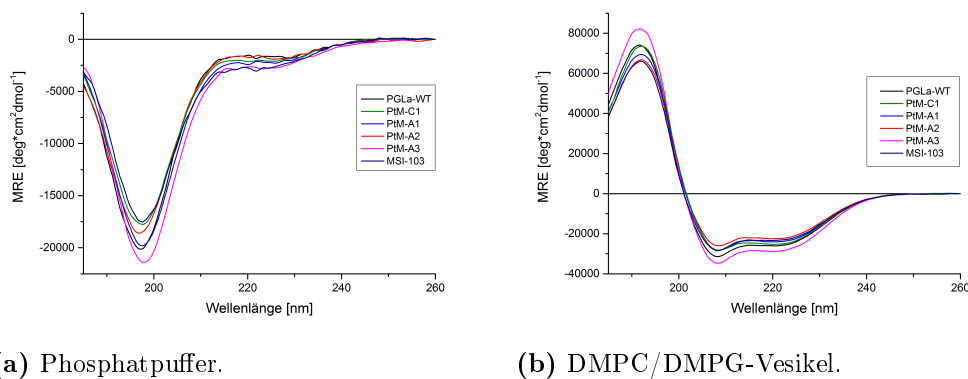 MRE [deg*cm²dmol⁻¹]
0
-5000
-10000
-15000
-20000
200
220
240
260
Wellenlänge [nm]
PGLa-WT
PtM-C1
PtM-A1
PtM-A2
PtM-A3
MSI-103
MRE [deg*cm²dmol⁻¹]
80000
60000
40000
20000
0
-20000
-40000
200
220
240
260
Wellenlänge [nm]
PGLa-WT
PtM-C1
PtM-A1
PtM-A2
PtM-A3
MSI-103
a) Phosphatpuffer.
(b) DMPC/DMPG-Vesikel.